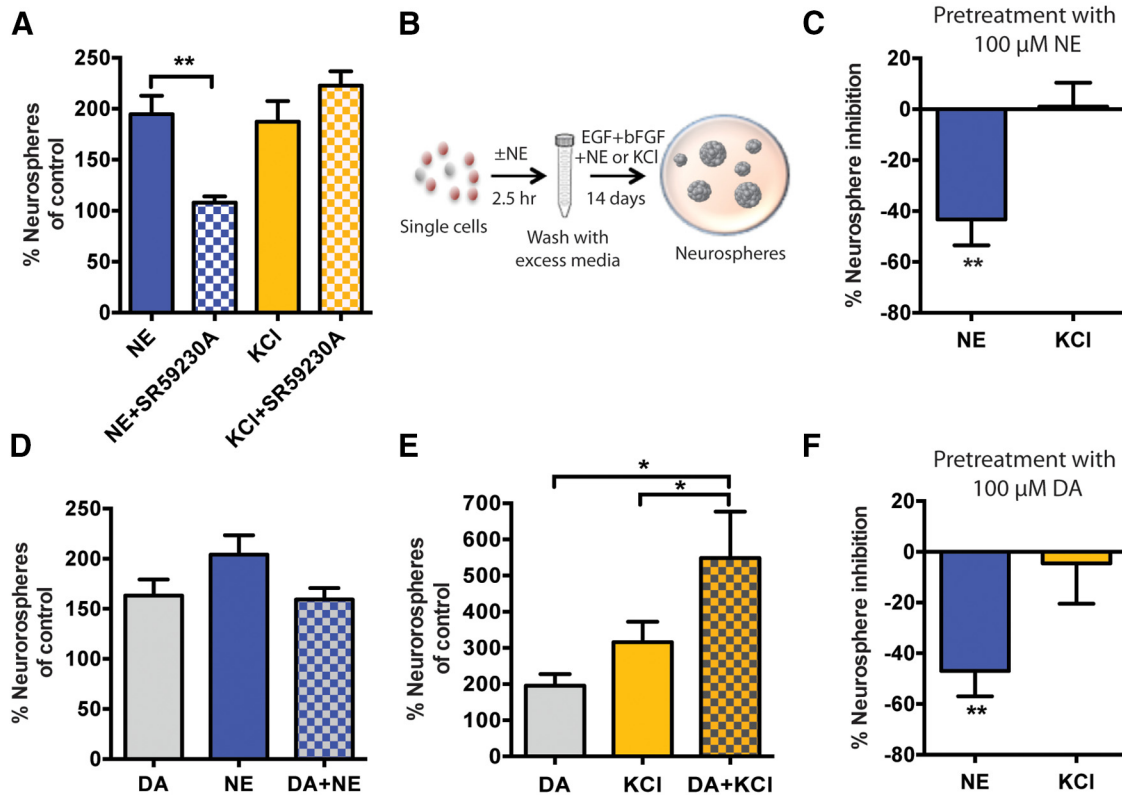 A
% Neurospheres
of control
250
200
150
100
50
0
**
NE
NE+SR59230A
KCl
KCl+SR59230A
B
Single cells
±NE
2.5 hr
Wash with
excess media
EGF+bFGF
+NE or KCl
14 days
Neurospheres
C
Pretreatment with
100 µM NE
% Neurosphere inhibition
20
0
-20
-40
-60
-80
**
NE
KCl
D
% Neurorospheres
of control
250
200
150
100
50
0
DA
NE
DA+NE
E
% Neurorospheres
of control
700
600
500
400
300
200
100
0
*
*
DA
KCl
DA+KCl
F
Pretreatment with
100 µM DA
% Neurosphere inhibition
20
0
-20
-40
-60
-80
**
NE
KCl